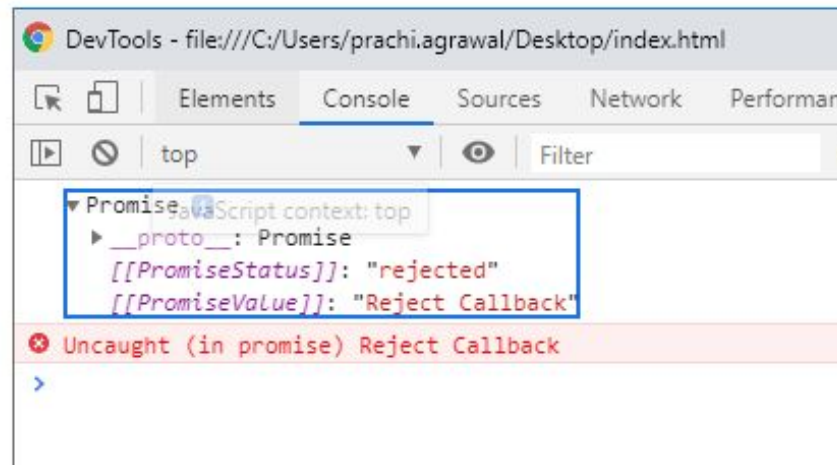 DevTools - file:///C:/Users/prachi.agrawal/Desktop/index.html
Elements Console Sources Network Performan
top Filter
▼Promise
JavaScript context: top
▶__proto__: Promise
[[PromiseStatus]]: "rejected"
[[PromiseValue]]: "Reject Callback"
Uncaught (in promise) Reject Callback
>